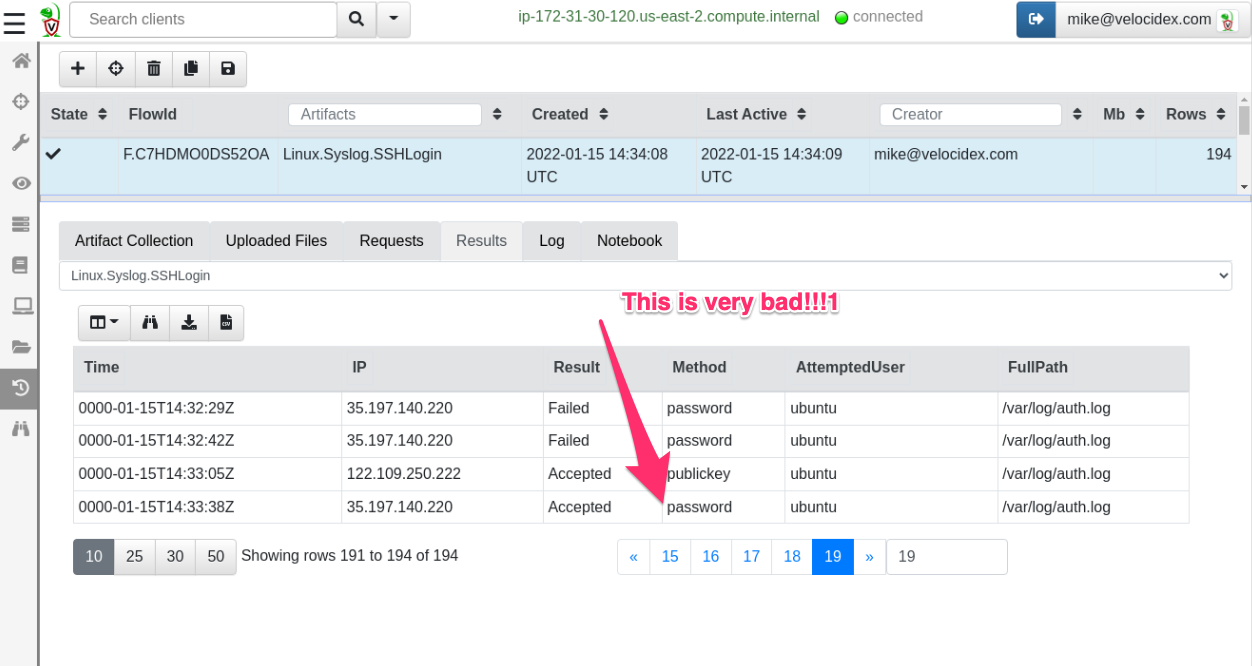 Search clients
ip-172-31-30-120.us-east-2.compute.internal connected
mike@velocidex.com
State FlowId Artifacts Created Last Active Creator Mb Rows
F.C7HDMO0DS52OA Linux.Syslog.SSHLogin 2022-01-15 14:34:08 UTC 2022-01-15 14:34:09 UTC mike@velocidex.com 194
Artifact Collection Uploaded Files Requests Results Log Notebook
Linux.Syslog.SSHLogin
This is very bad!!!1
Time IP Result Method AttemptedUser FullPath
0000-01-15T14:32:29Z 35.197.140.220 Failed password ubuntu /var/log/auth.log
0000-01-15T14:32:42Z 35.197.140.220 Failed password ubuntu /var/log/auth.log
0000-01-15T14:33:05Z 122.109.250.222 Accepted publickey ubuntu /var/log/auth.log
0000-01-15T14:33:38Z 35.197.140.220 Accepted password ubuntu /var/log/auth.log
10 25 30 50 Showing rows 191 to 194 of 194 « 15 16 17 18 19 » 19